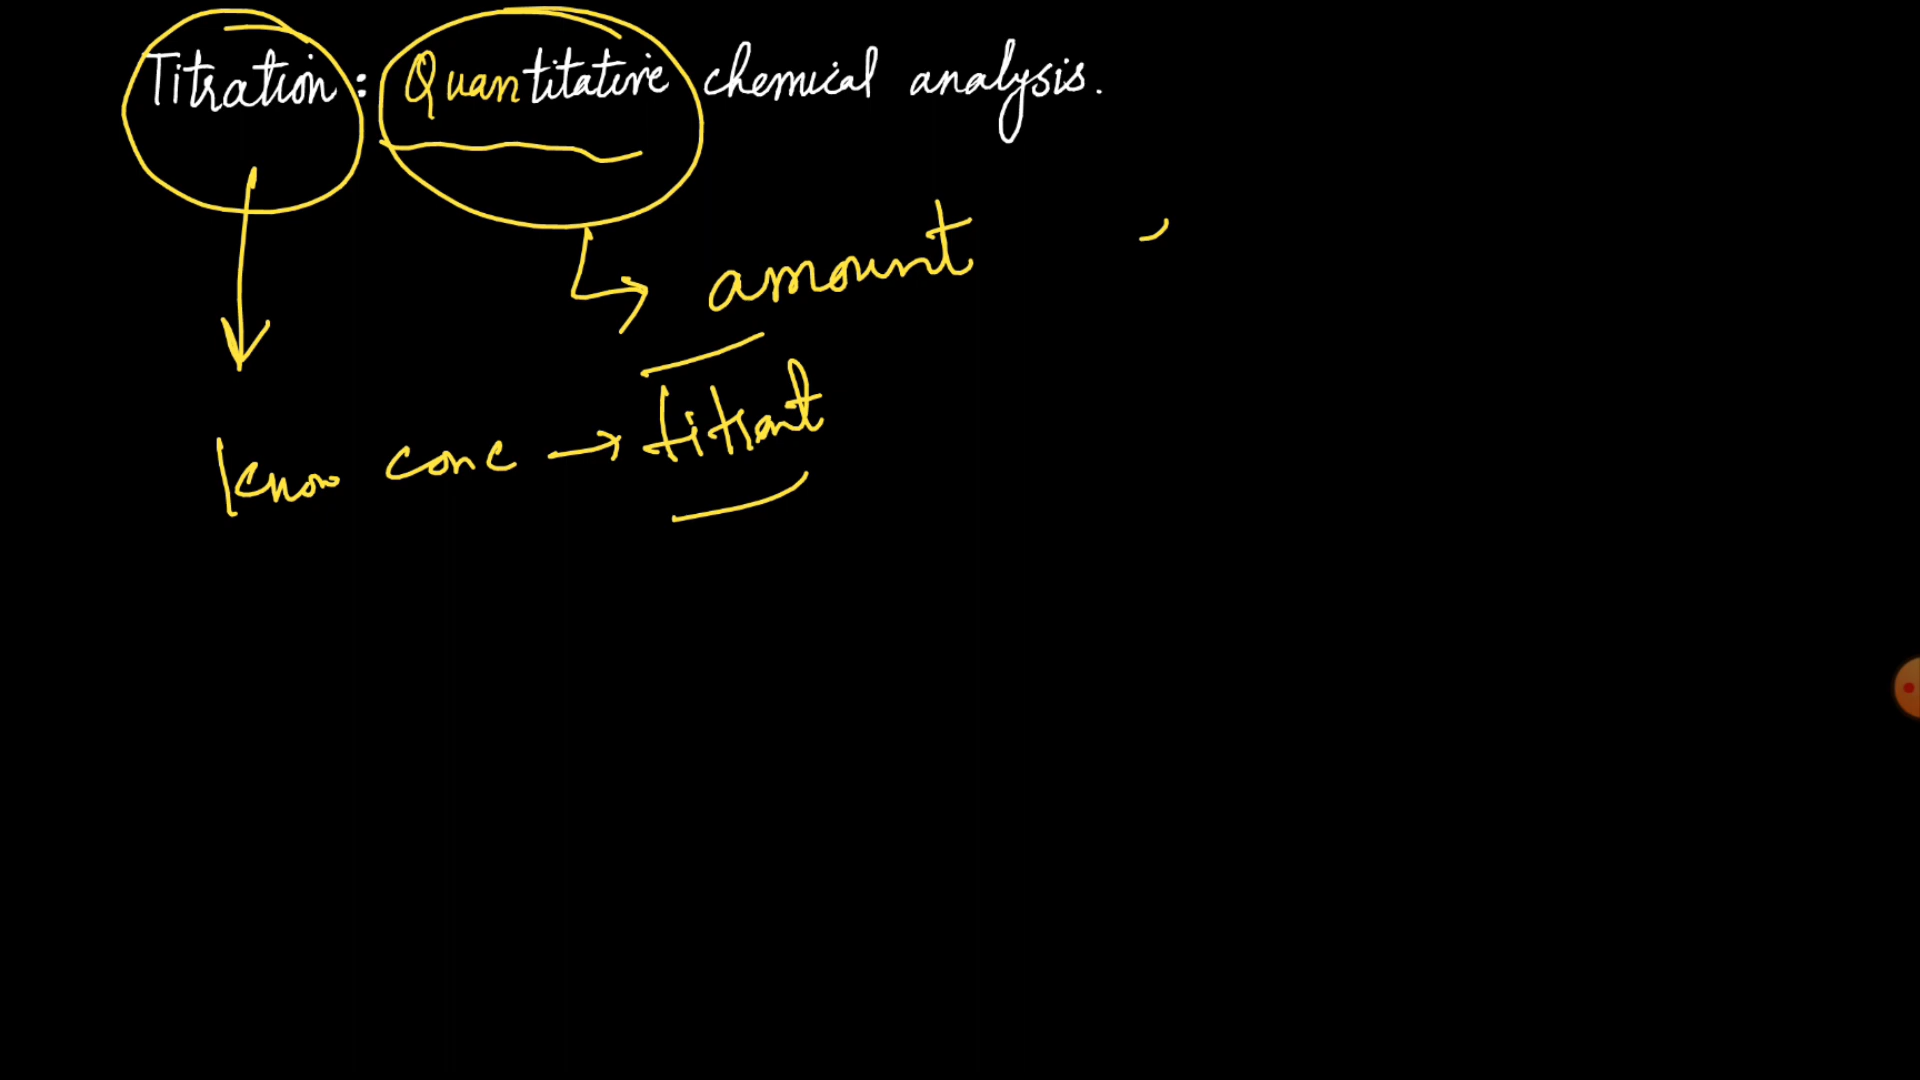 Titration: Quantitative chemical analysis.
amount
know conc → titrant